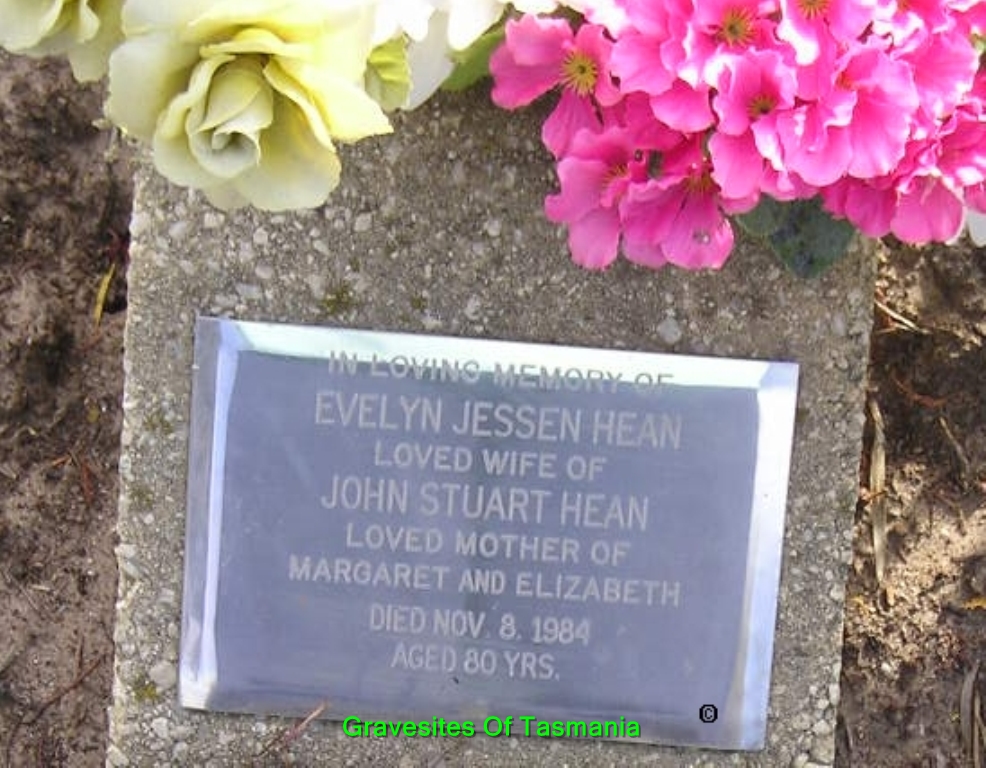 IN LOVING MEMORY OF
EVELYN JESSEN HEAN
LOVED WIFE OF
JOHN STUART HEAN
LOVED MOTHER OF
MARGARET AND ELIZABETH
DIED NOV. 8. 1984
AGED 80 YRS.
©
Gravesites Of Tasmania